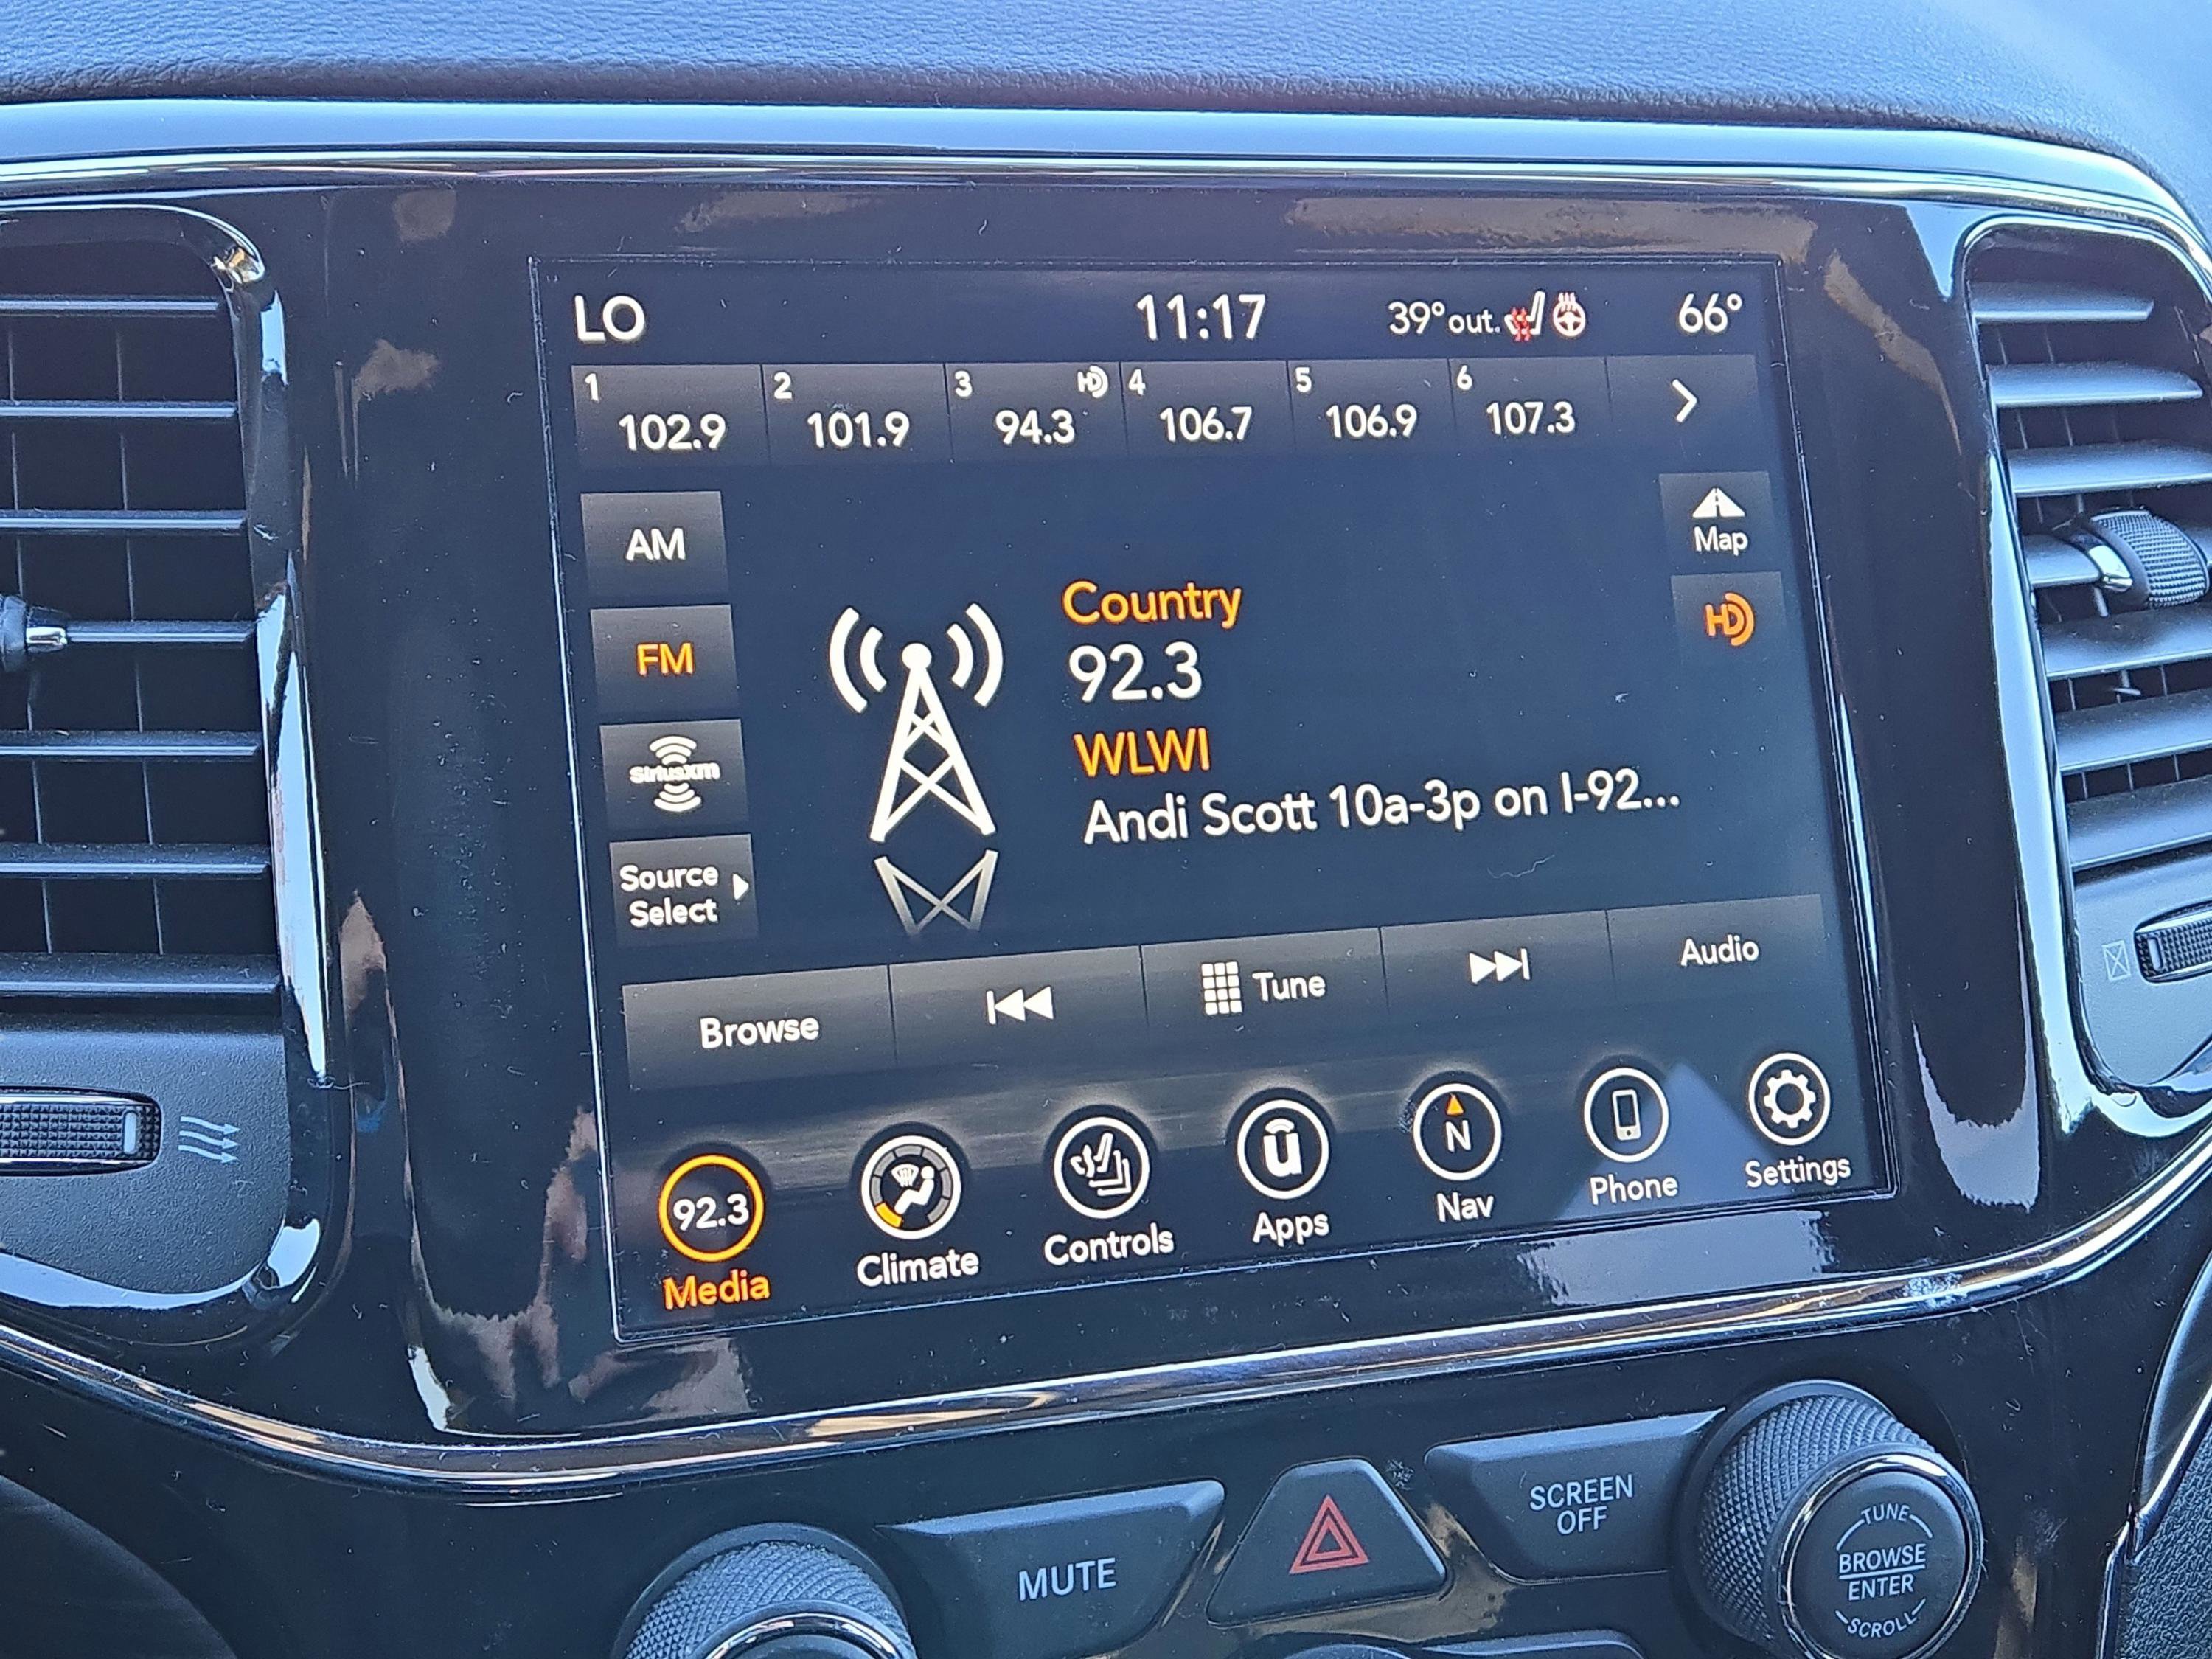 LO 11:17 39° out. 66°
1 102.9 2 101.9 3 HD 94.3 4 106.7 5 106.9 6 107.3
AM
FM
siriusxm
Source
Select
Map
HD
Country
92.3
WLWI
Andi Scott 10a-3p on I-92...
Browse Tune Audio
92.3 u N
Media Climate Controls Apps Nav Phone Settings
MUTE
SCREEN
OFF
TUNE
BROWSE
ENTER
SCROLL